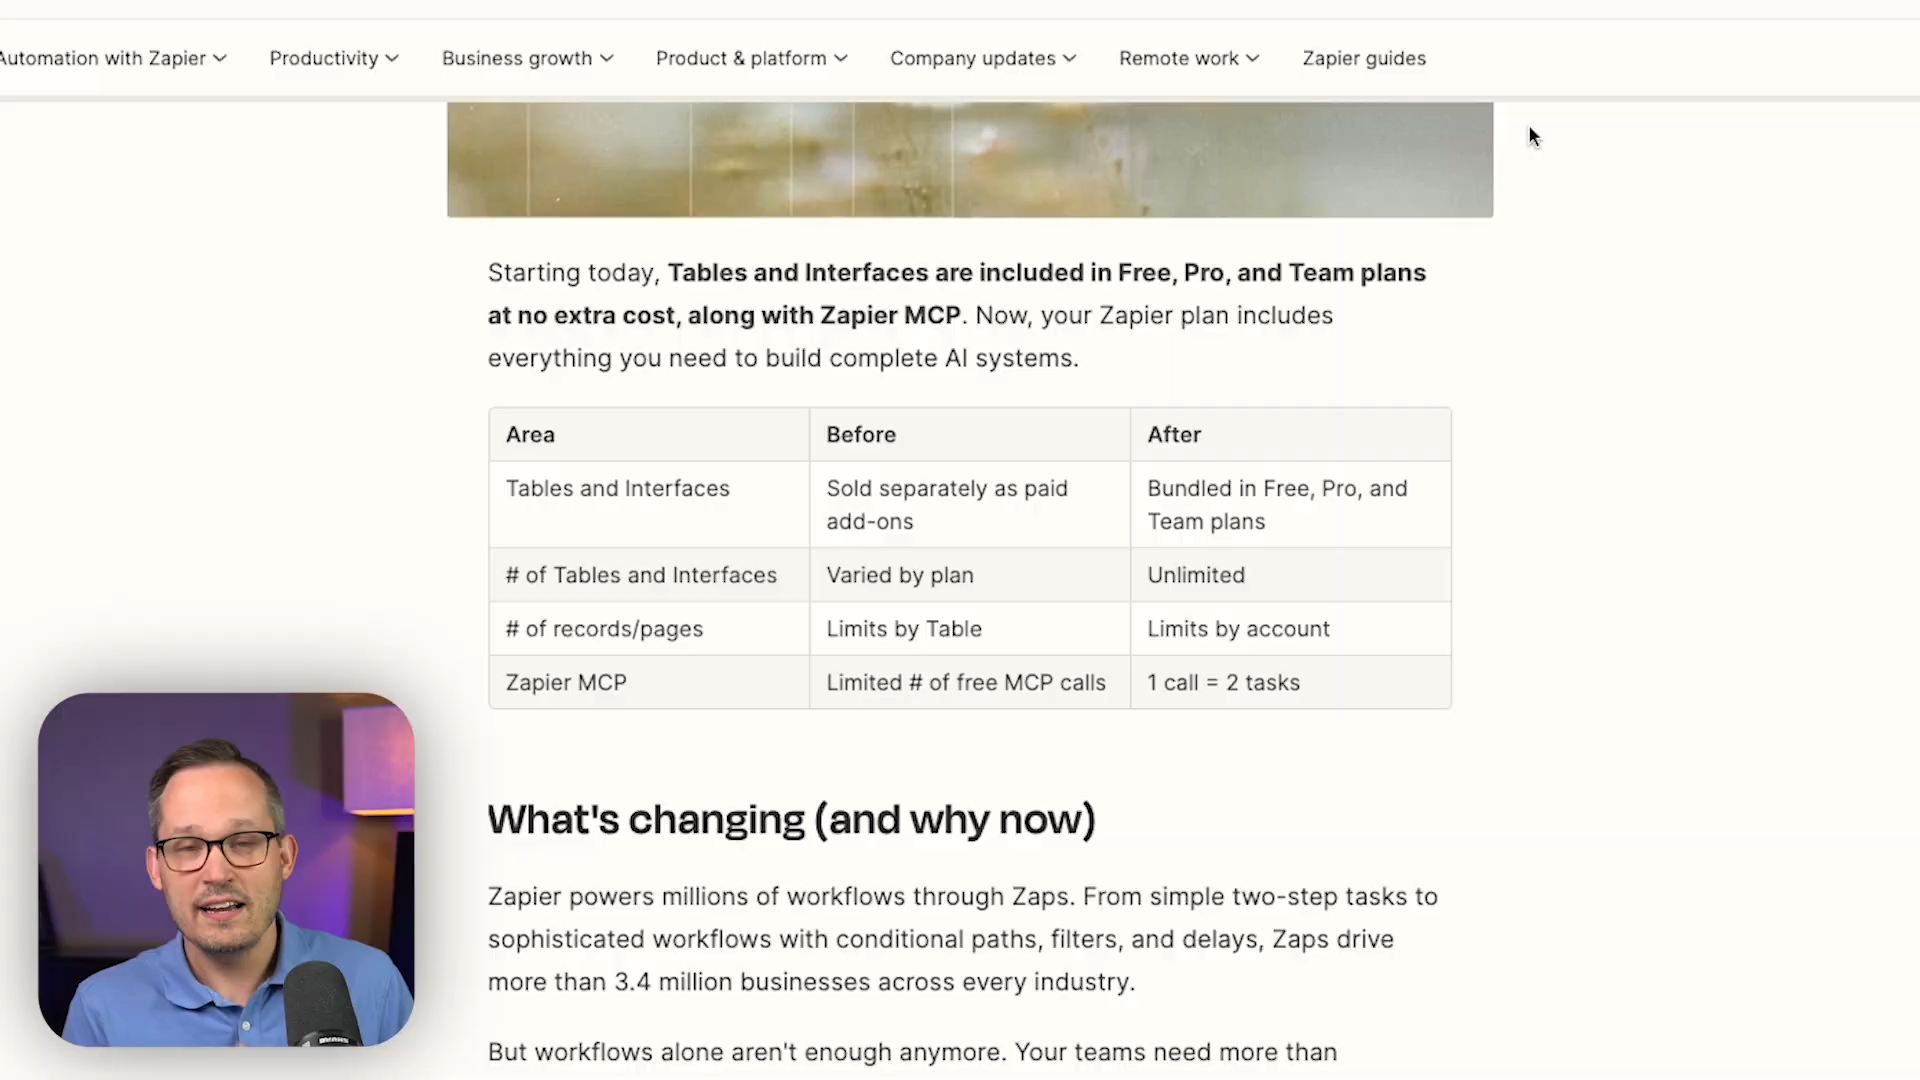 Automation with Zapier
Productivity
Business growth
Product & platform
Company updates
Remote work
Zapier guides
Starting today, Tables and Interfaces are included in Free, Pro, and Team plans
at no extra cost, along with Zapier MCP. Now, your Zapier plan includes
everything you need to build complete AI systems.
Area
Before
After
Tables and Interfaces
Sold separately as paid
add-ons
Bundled in Free, Pro, and
Team plans
# of Tables and Interfaces
Varied by plan
Unlimited
# of records/pages
Limits by Table
Limits by account
Zapier MCP
Limited # of free MCP calls
1 call = 2 tasks
What's changing (and why now)
Zapier powers millions of workflows through Zaps. From simple two-step tasks to
sophisticated workflows with conditional paths, filters, and delays, Zaps drive
more than 3.4 million businesses across every industry.
But workflows alone aren't enough anymore. Your teams need more than